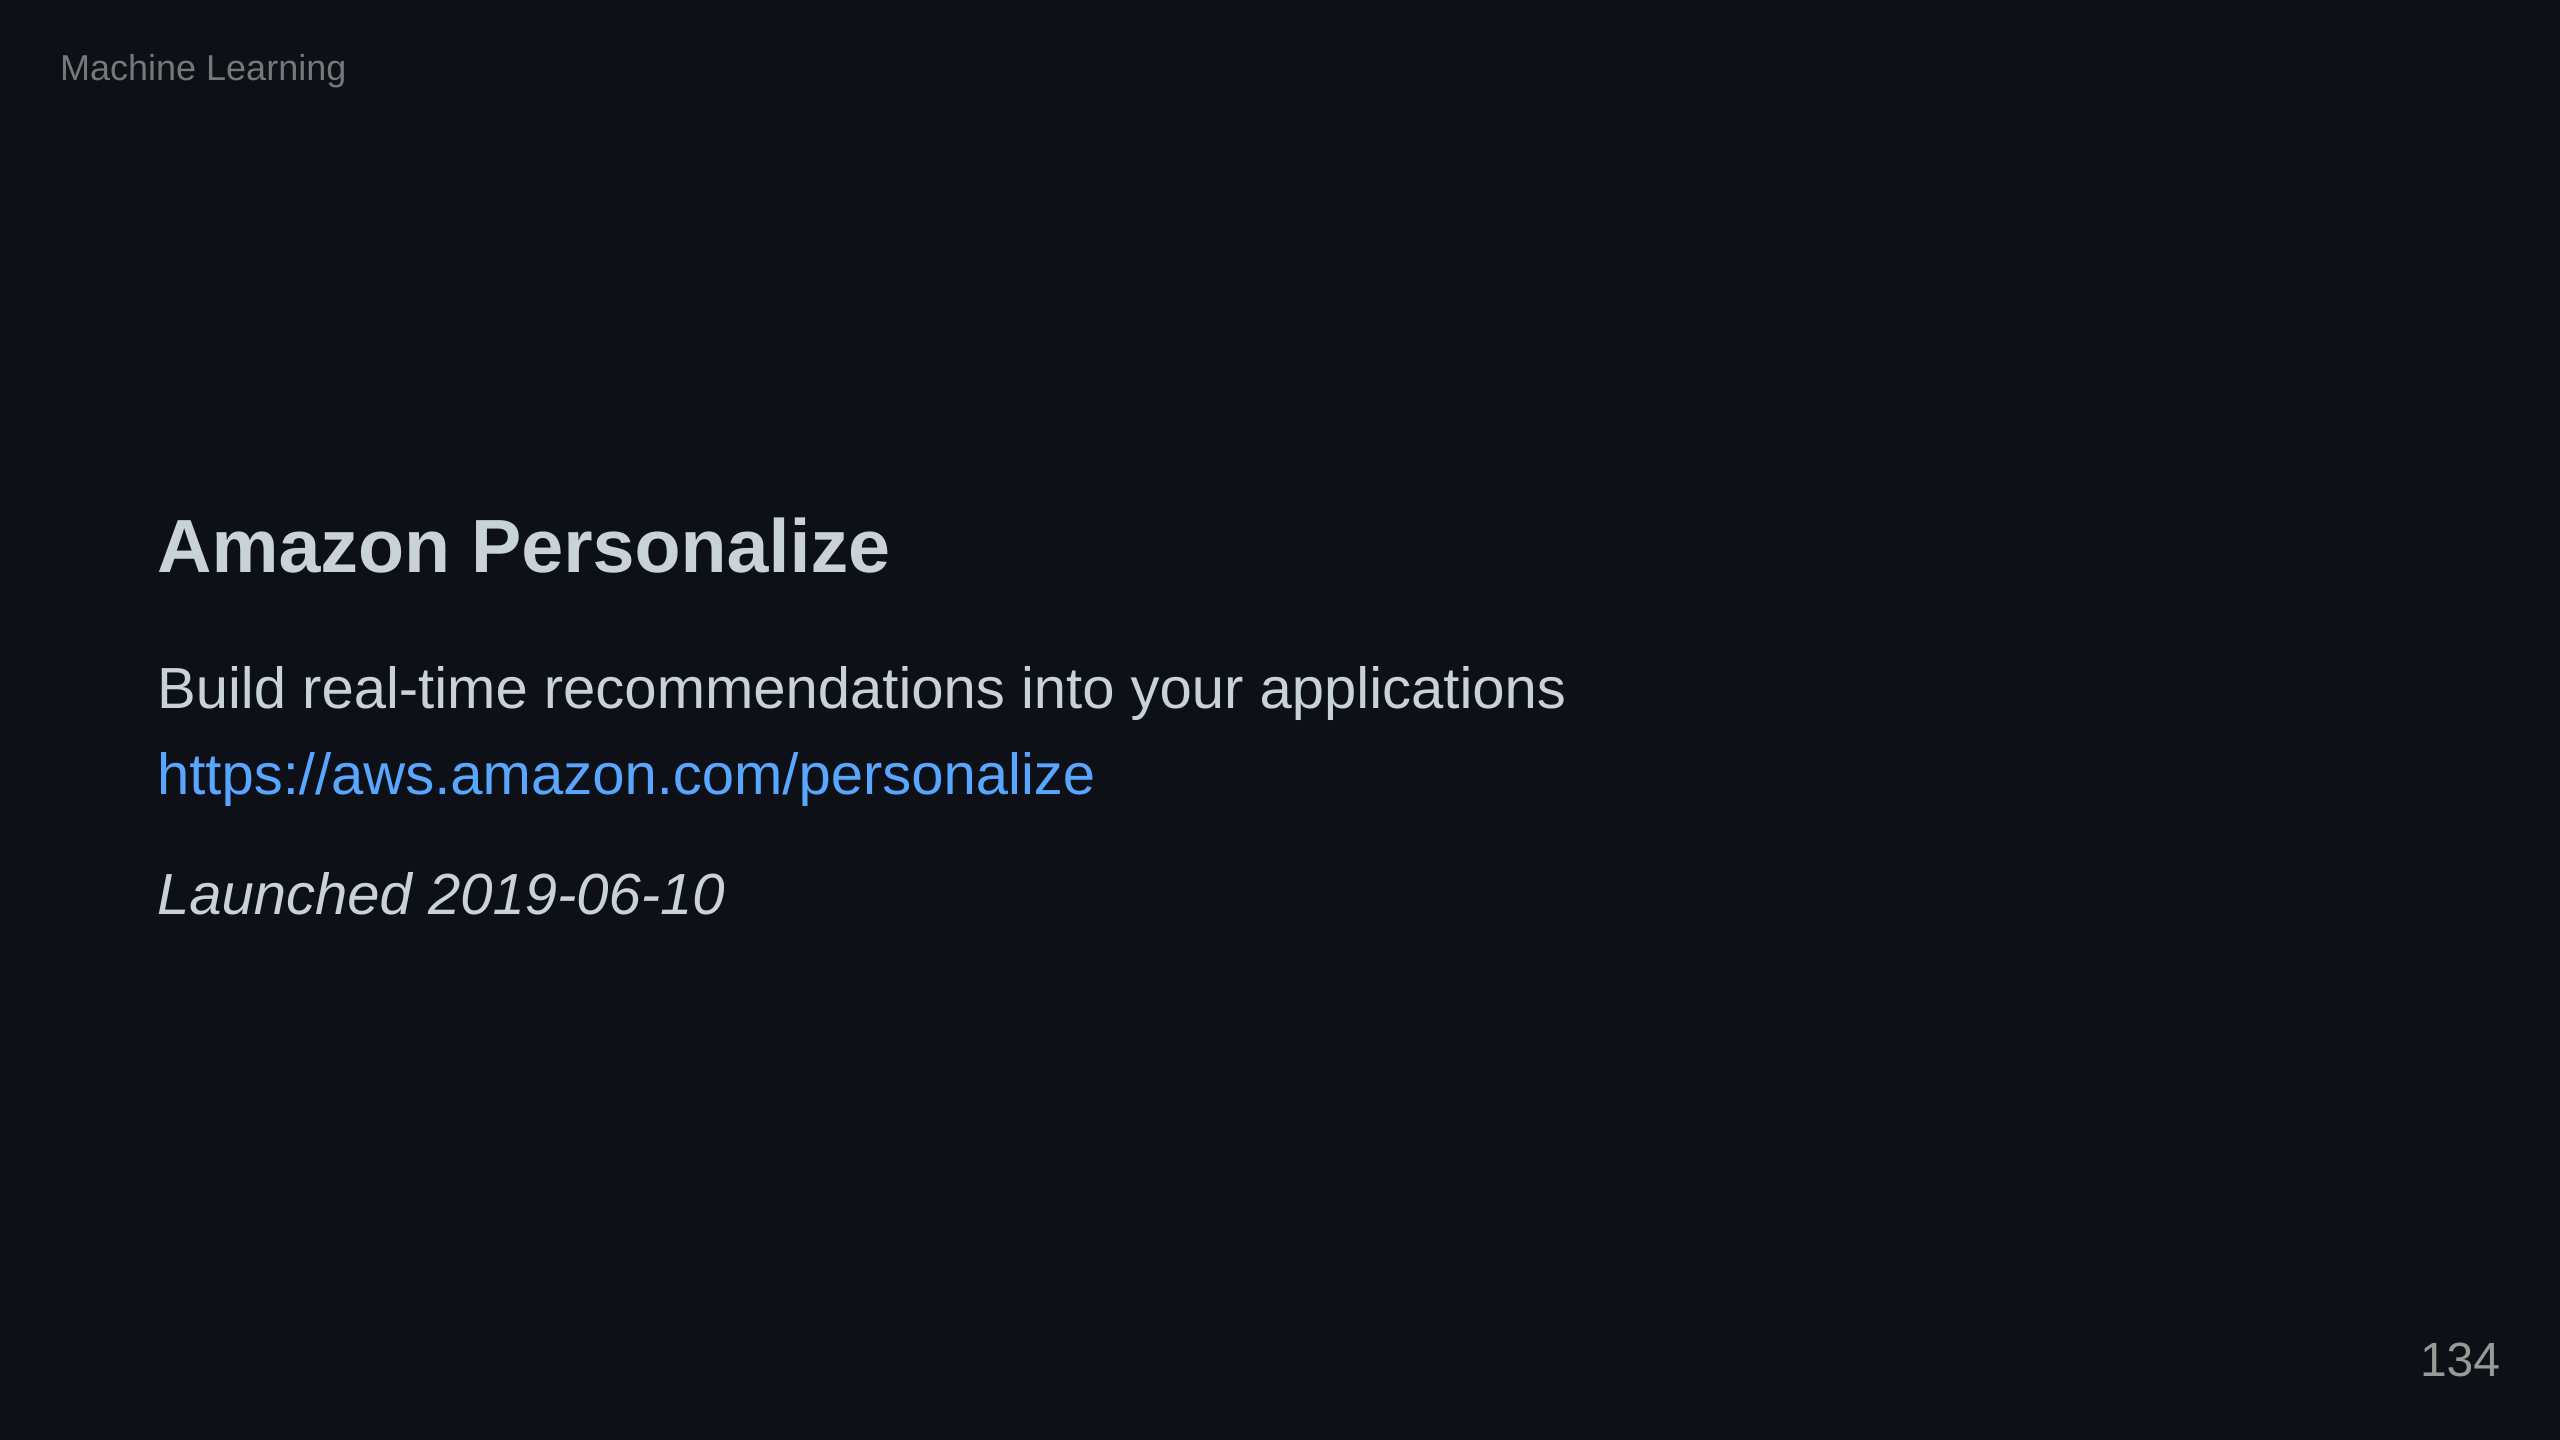 Machine Learning
Amazon Personalize
Build real-time recommendations into your applications
https://aws.amazon.com/personalize
Launched 2019-06-10
134